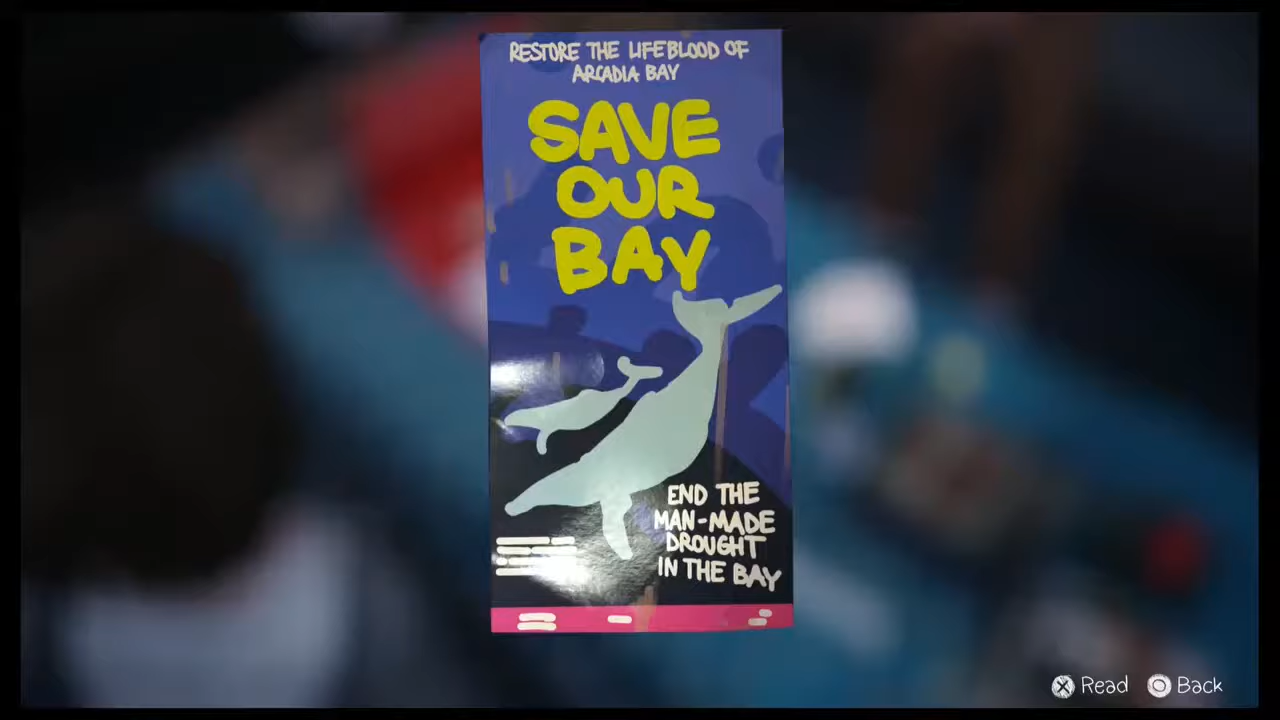 RESTORE THE LIFEBLOOD OF
ARCADIA BAY
SAVE
OUR
BAY
END THE
MAN-MADE
DROUGHT
IN THE BAY
Read
Back